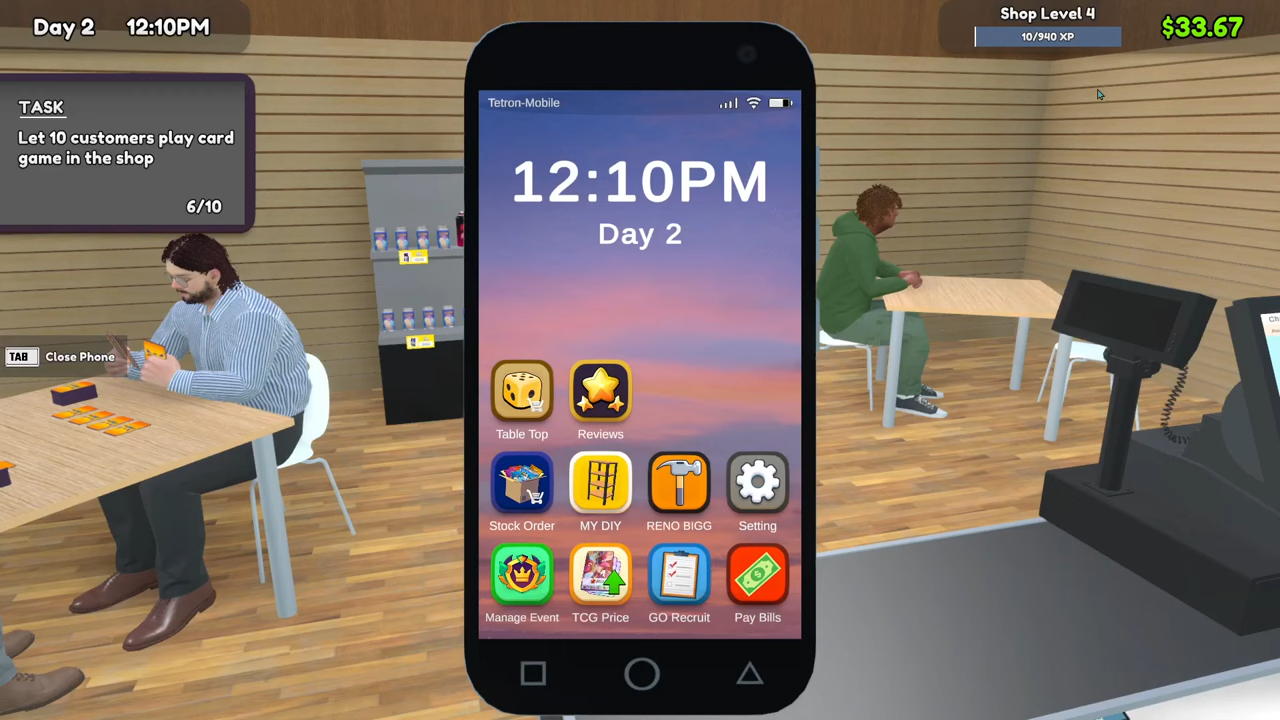 Day 2 12:10PM
Shop Level 4
10/940 XP
$33.67
TASK
Let 10 customers play card
game in the shop
6/10
TAB Close Phone
Tetron-Mobile
12:10PM
Day 2
Table Top
Reviews
Stock Order
MY DIY
RENO BIGG
Setting
Manage Event
TCG Price
GO Recruit
Pay Bills